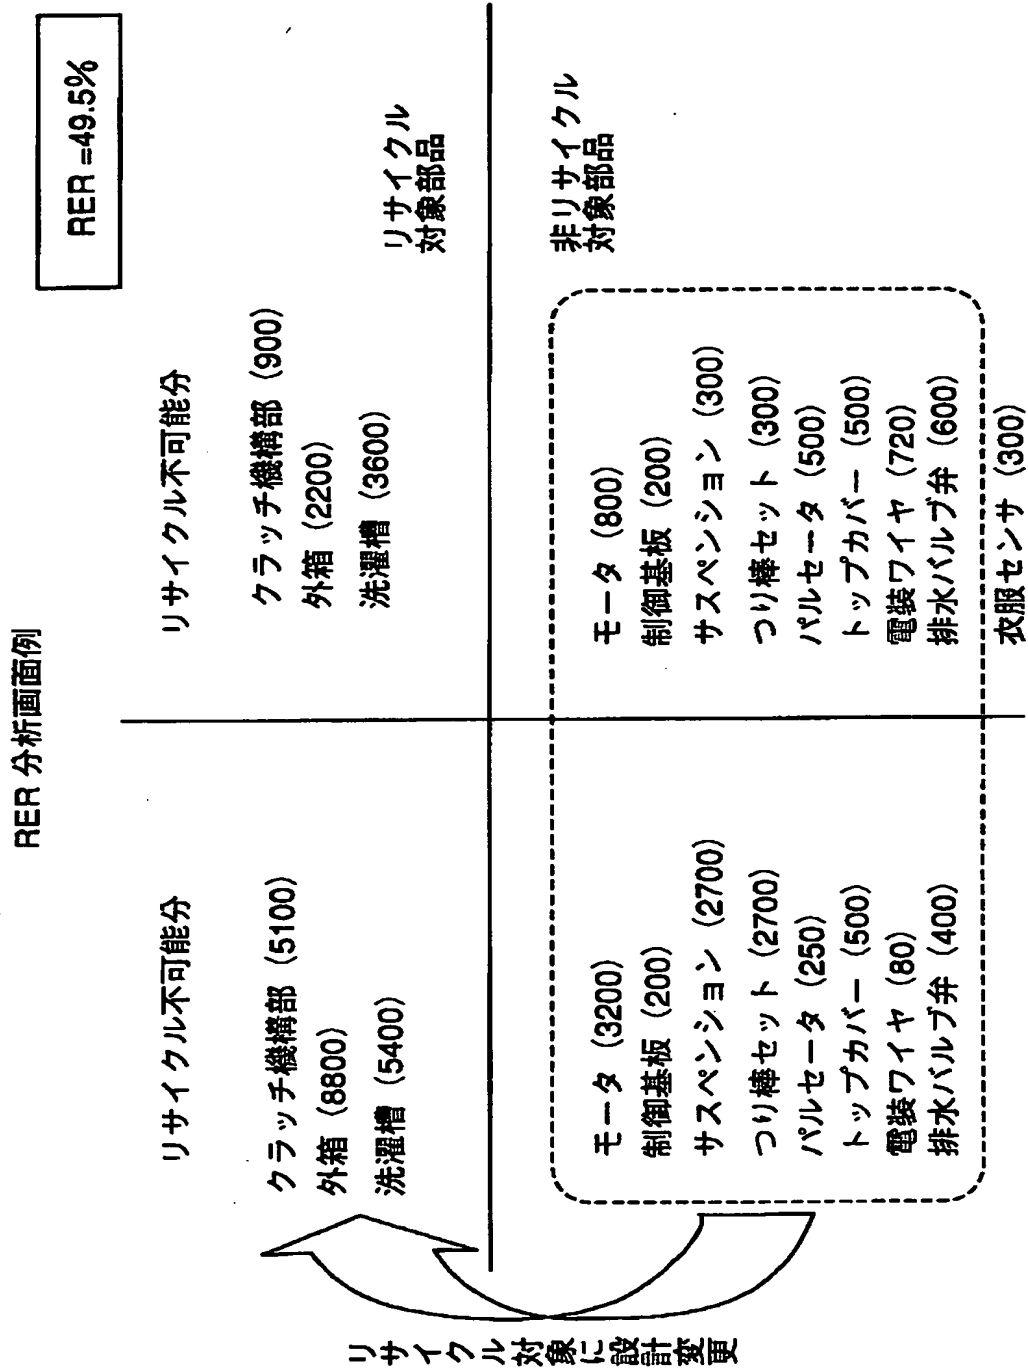 RER 分析画面例
RER =49.5%
リサイクル不可能分
クラッチ機構部 (5100)
外箱 (8800)
洗濯槽 (5400)
リサイクル不可能分
クラッチ機構部 (900)
外箱 (2200)
洗濯槽 (3600)
リサイクル
対象部品
モータ (3200)
制御基板 (200)
サスペンション (2700)
つり棒セット (2700)
パルセータ (250)
トップカバー (500)
電装ワイヤ (80)
排水バルブ弁 (400)
モータ (800)
制御基板 (200)
サスペンション (300)
つり棒セット (300)
パルセータ (500)
トップカバー (500)
電装ワイヤ (720)
排水バルブ弁 (600)
衣服センサ (300)
非リサイクル
対象部品
リサイクル対象に設計変更